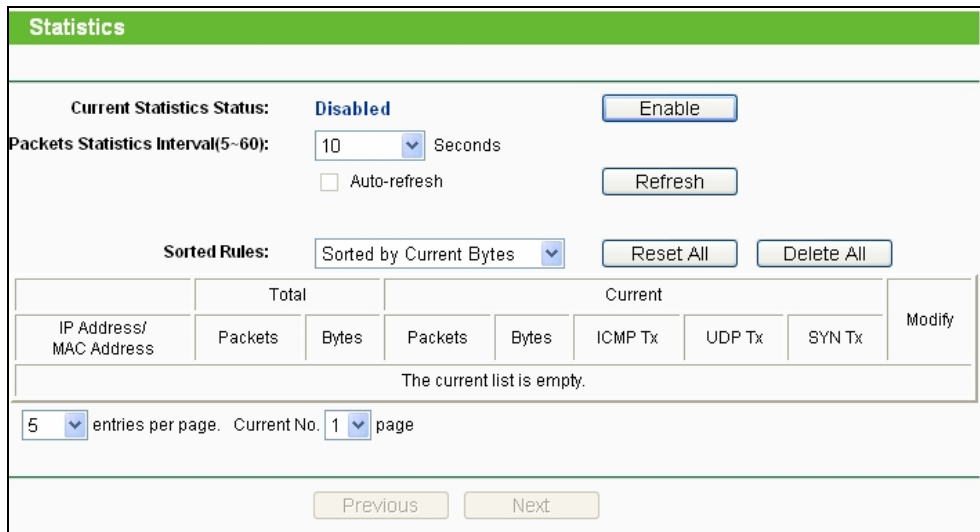 Statistics
Current Statistics Status: Disabled Enable
Packets Statistics Interval(5~60): 10 Seconds
Auto-refresh Refresh
Sorted Rules: Sorted by Current Bytes Reset All Delete All
Total Current Modify
IP Address/
MAC Address Packets Bytes Packets Bytes ICMP Tx UDP Tx SYN Tx
The current list is empty.
5 entries per page. Current No. 1 page
Previous Next